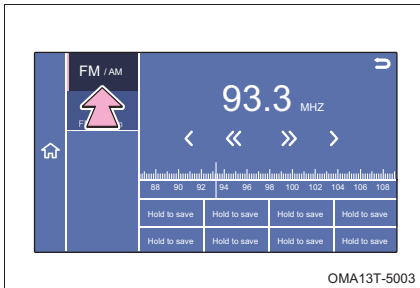 FM / AM
93.3 MHZ
88 90 92 94 96 98 100 102 104 106 108
Hold to save Hold to save Hold to save Hold to save
Hold to save Hold to save Hold to save Hold to save
OMA13T-5003